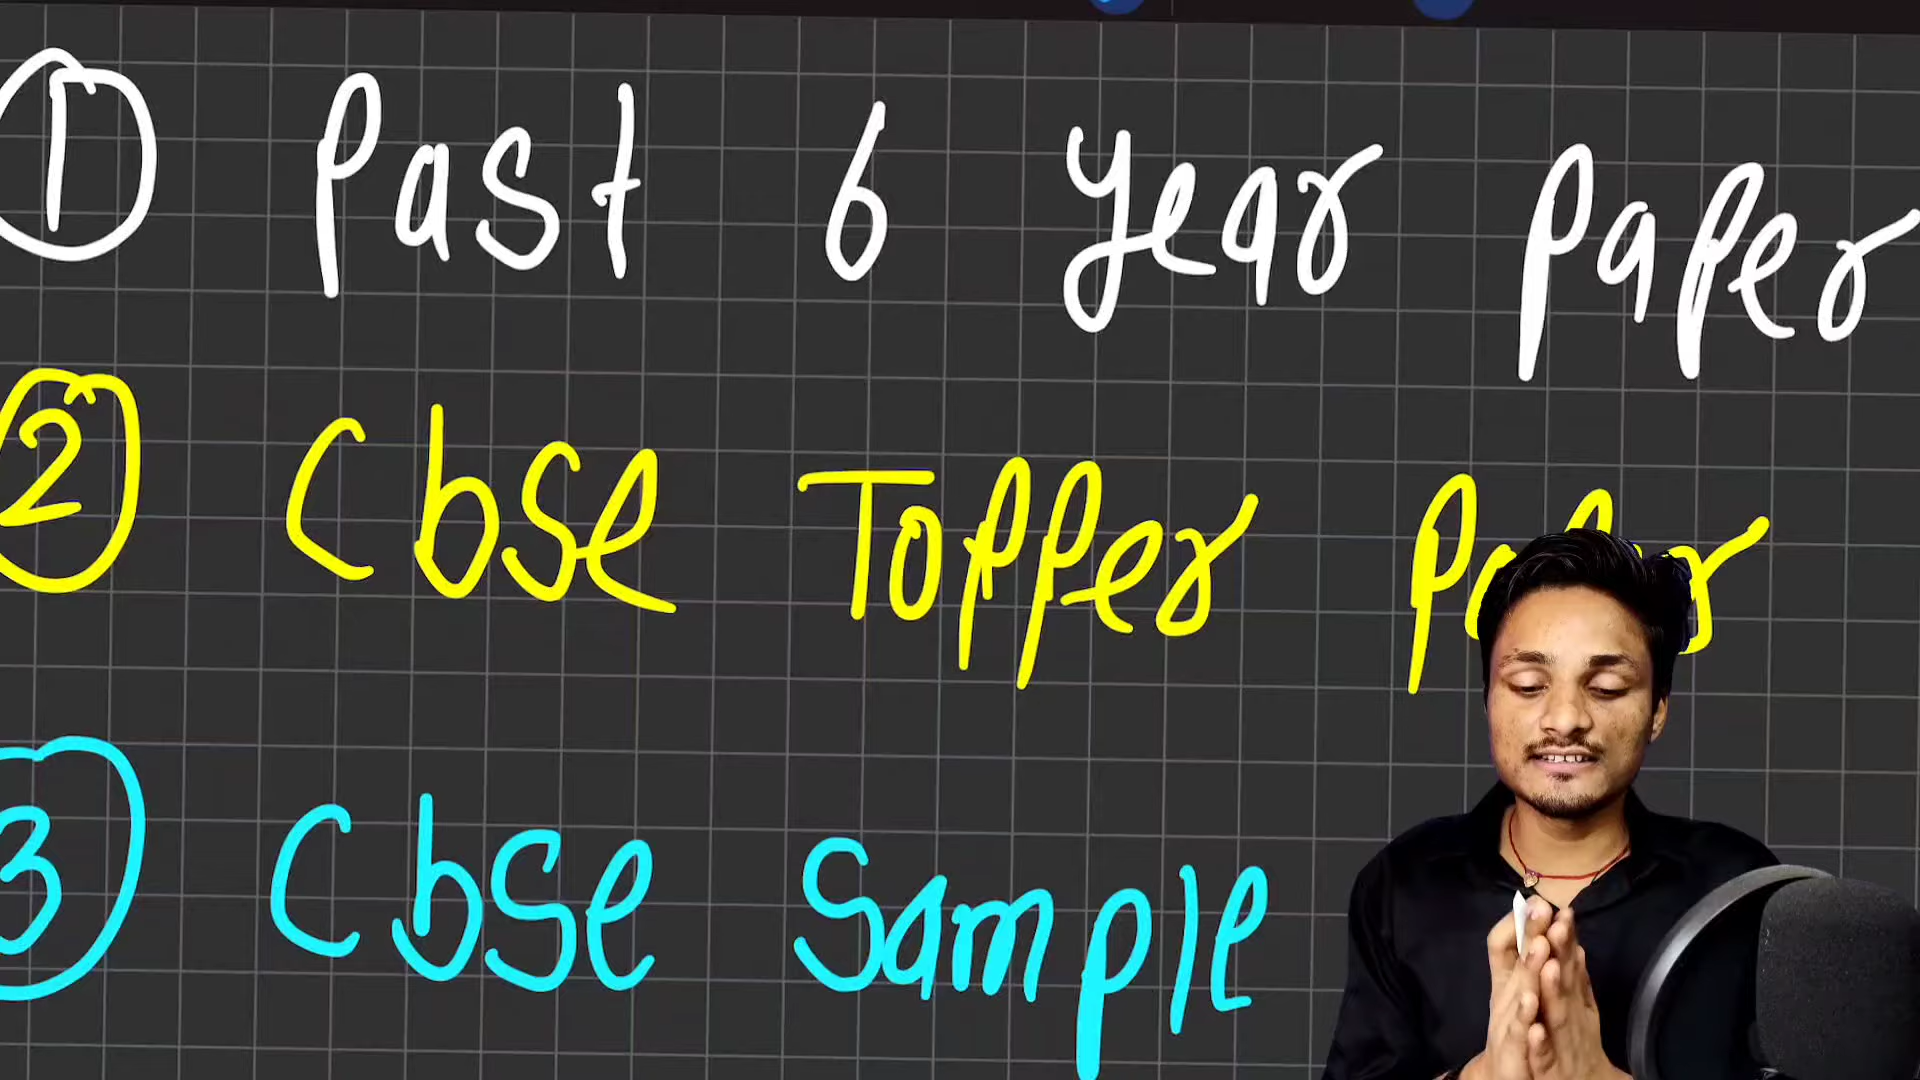 ① Past 6 year Paper
② Cbse Topper
③ Cbse Sample